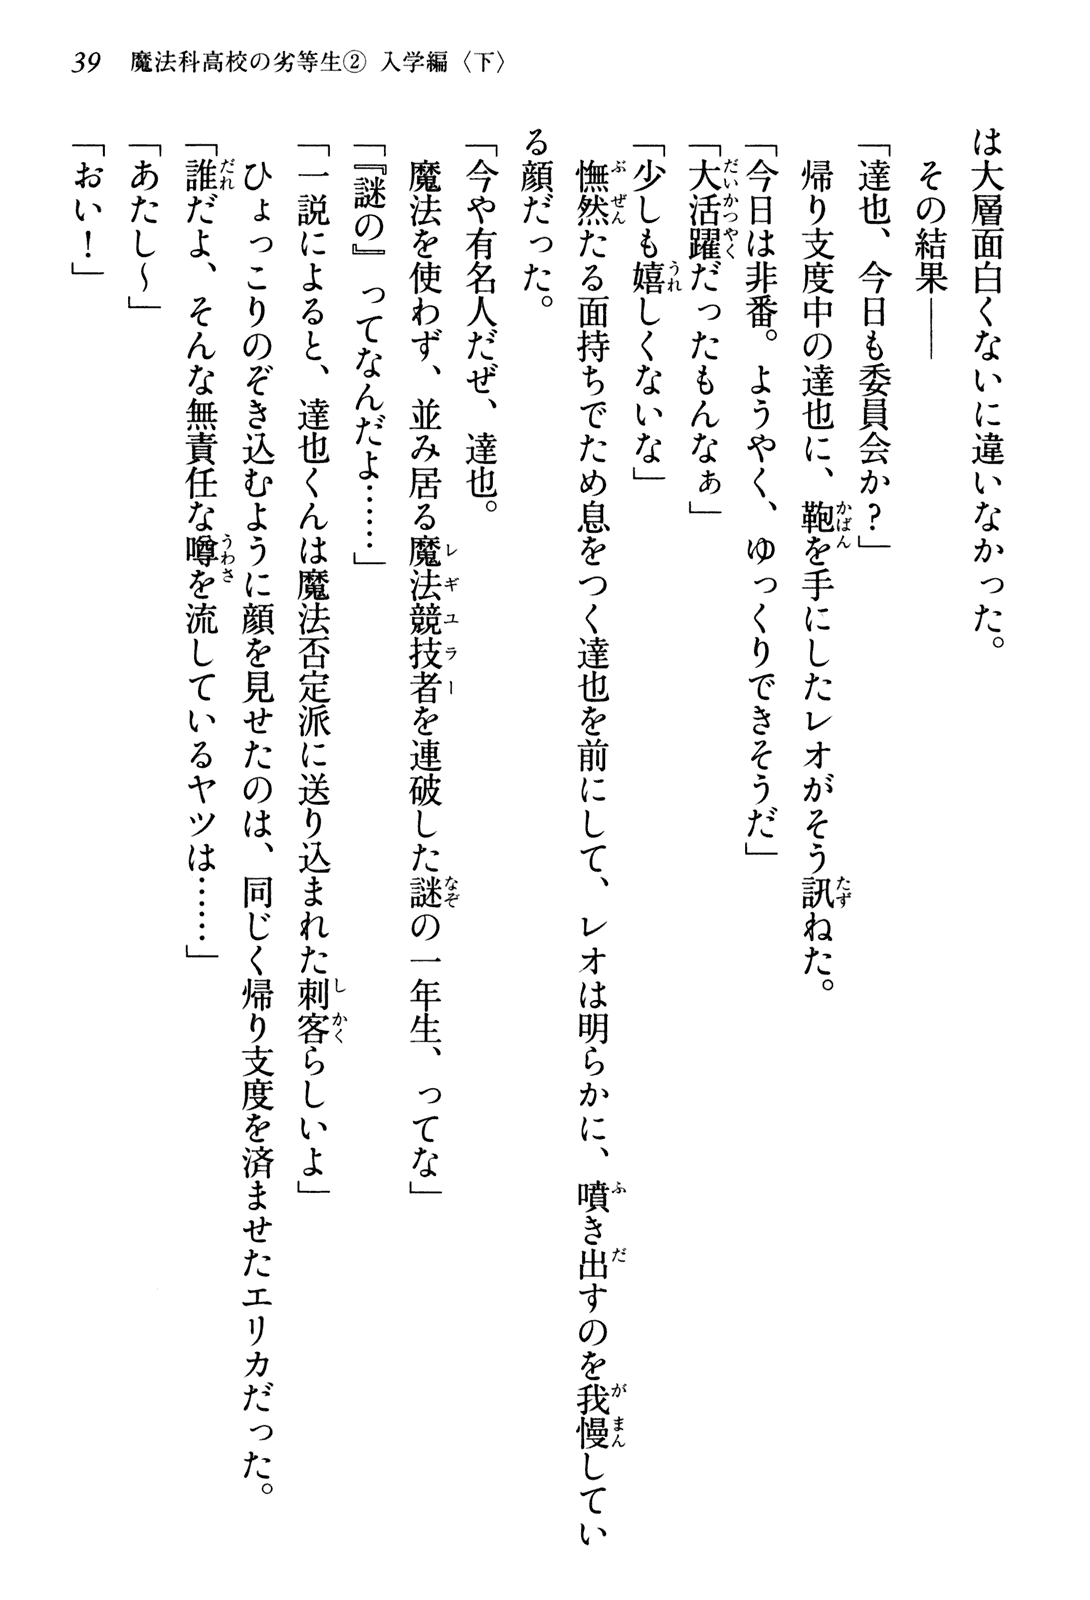 39 魔法科高校の劣等生② 入学編〈下〉
は大層面白くないに違いなかった。
その結果――
「達也、今日も委員会か?」
帰り支度中の達也に、鞄を手にしたレオがそう訊ねた。
「今日は非番。ようやく、ゆっくりできそうだ」
「大活躍だったもんなぁ」
「少しも嬉しくないな」
憮然たる面持ちでため息をつく達也を前にして、レオは明らかに、噴き出すのを我慢してい
る顔だった。
「今や有名人だぜ、達也。
魔法を使わず、並み居る魔法競技者を連破した謎の一年生、ってな」
「『謎の』ってなんだよ……」
「一説によると、達也くんは魔法否定派に送り込まれた刺客らしいよ」
ひょっこりのぞき込むように顔を見せたのは、同じく帰り支度を済ませたエリカだった。
「誰だよ、そんな無責任な噂を流しているヤツは……」
「あたし〜」
「おい!」